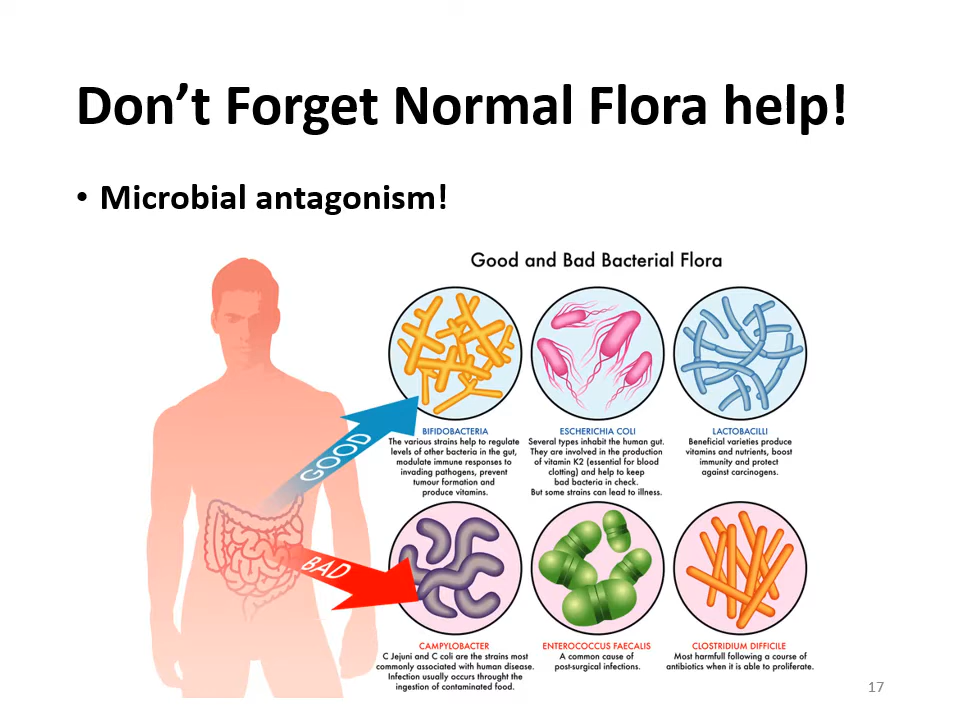 Don't Forget Normal Flora help!
• Microbial antagonism!
Good and Bad Bacterial Flora
GOOD
BIFIDOBACTERIA
The various strains help to regulate
levels of other bacteria in the gut,
modulate immune responses to
invading pathogens, prevent
tumour formation and
produce vitamins.
ESCHERICHIA COLI
Several types inhabit the human gut.
They are involved in the production
of vitamin K2 (essential for blood
clotting) and help to keep
bad bacteria in check.
But some strains can lead to illness.
LACTOBACILLI
Beneficial varieties produce
vitamins and nutrients, boost
immunity and protect
against carcinogens.
BAD
CAMPYLOBACTER
C Jejuni and C coli are the strains most
commonly associated with human disease.
Infection usually occurs throught the
ingestion of contaminated food.
ENTEROCOCCUS FAECALIS
A common cause of
post-surgical infections.
CLOSTRIDIUM DIFFICILE
Most harmfull following a course of
antibiotics when it is able to proliferate.
17